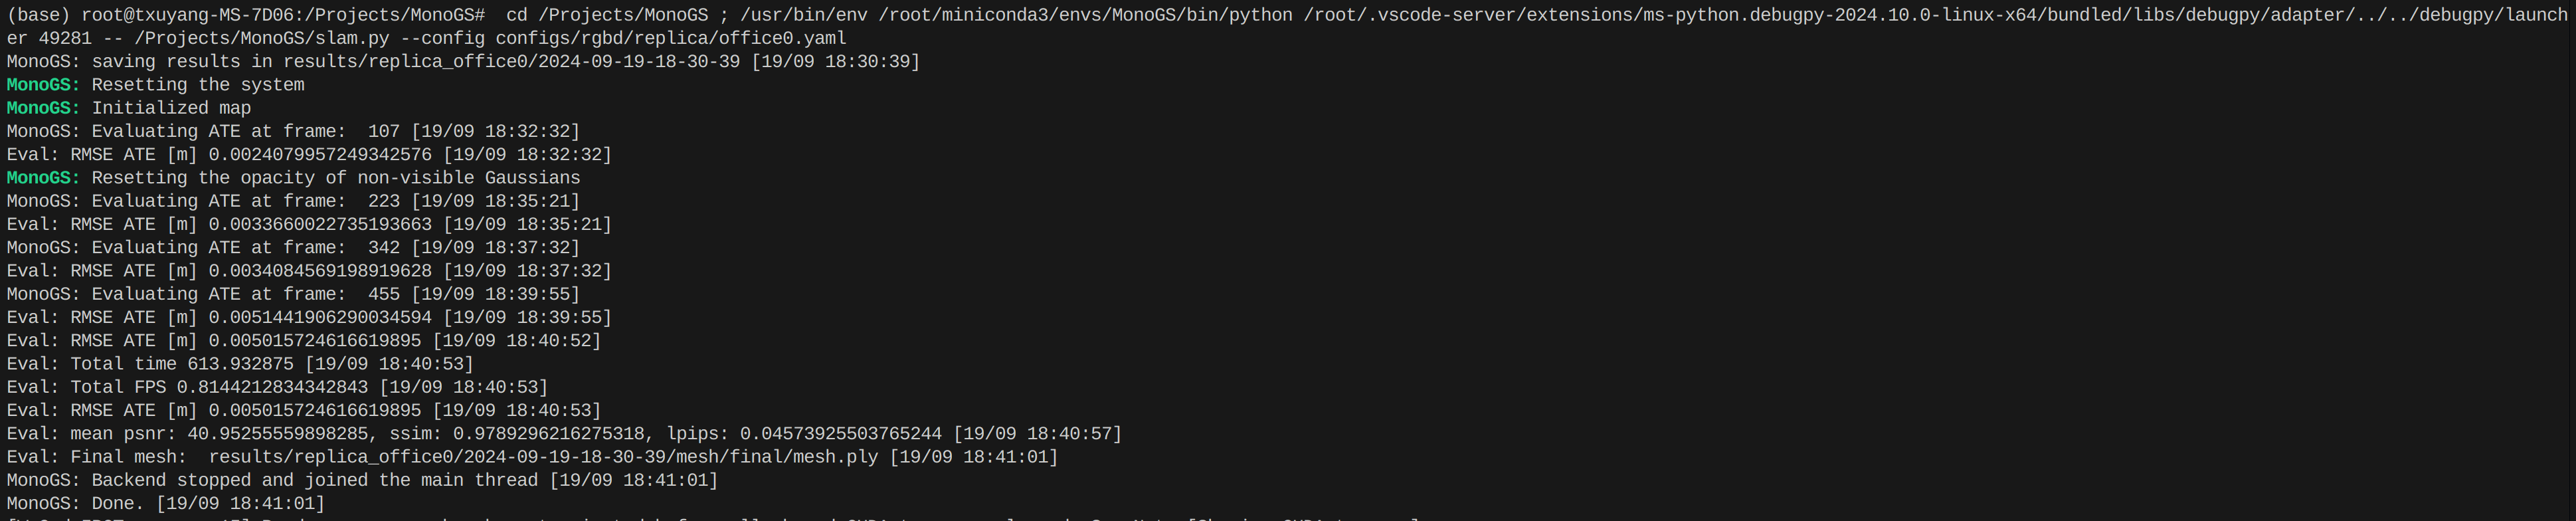 (base) root@txuyang-MS-7D06:/Projects/MonoGS#  cd /Projects/MonoGS ; /usr/bin/env /root/miniconda3/envs/MonoGS/bin/python /root/.vscode-server/extensions/ms-python.debugpy-2024.10.0-linux-x64/bundled/libs/debugpy/adapter/../../debugpy/launch
er 49281 -- /Projects/MonoGS/slam.py --config configs/rgbd/replica/office0.yaml
MonoGS: saving results in results/replica_office0/2024-09-19-18-30-39 [19/09 18:30:39]
MonoGS: Resetting the system
MonoGS: Initialized map
MonoGS: Evaluating ATE at frame:  107 [19/09 18:32:32]
Eval: RMSE ATE [m] 0.0024079957249342576 [19/09 18:32:32]
MonoGS: Resetting the opacity of non-visible Gaussians
MonoGS: Evaluating ATE at frame:  223 [19/09 18:35:21]
Eval: RMSE ATE [m] 0.0033660022735193663 [19/09 18:35:21]
MonoGS: Evaluating ATE at frame:  342 [19/09 18:37:32]
Eval: RMSE ATE [m] 0.0034084569198919628 [19/09 18:37:32]
MonoGS: Evaluating ATE at frame:  455 [19/09 18:39:55]
Eval: RMSE ATE [m] 0.0051441906290034594 [19/09 18:39:55]
Eval: RMSE ATE [m] 0.005015724616619895 [19/09 18:40:52]
Eval: Total time 613.932875 [19/09 18:40:53]
Eval: Total FPS 0.8144212834342843 [19/09 18:40:53]
Eval: RMSE ATE [m] 0.005015724616619895 [19/09 18:40:53]
Eval: mean psnr: 40.95255559898285, ssim: 0.9789296216275318, lpips: 0.04573925503765244 [19/09 18:40:57]
Eval: Final mesh:  results/replica_office0/2024-09-19-18-30-39/mesh/final/mesh.ply [19/09 18:41:01]
MonoGS: Backend stopped and joined the main thread [19/09 18:41:01]
MonoGS: Done. [19/09 18:41:01]